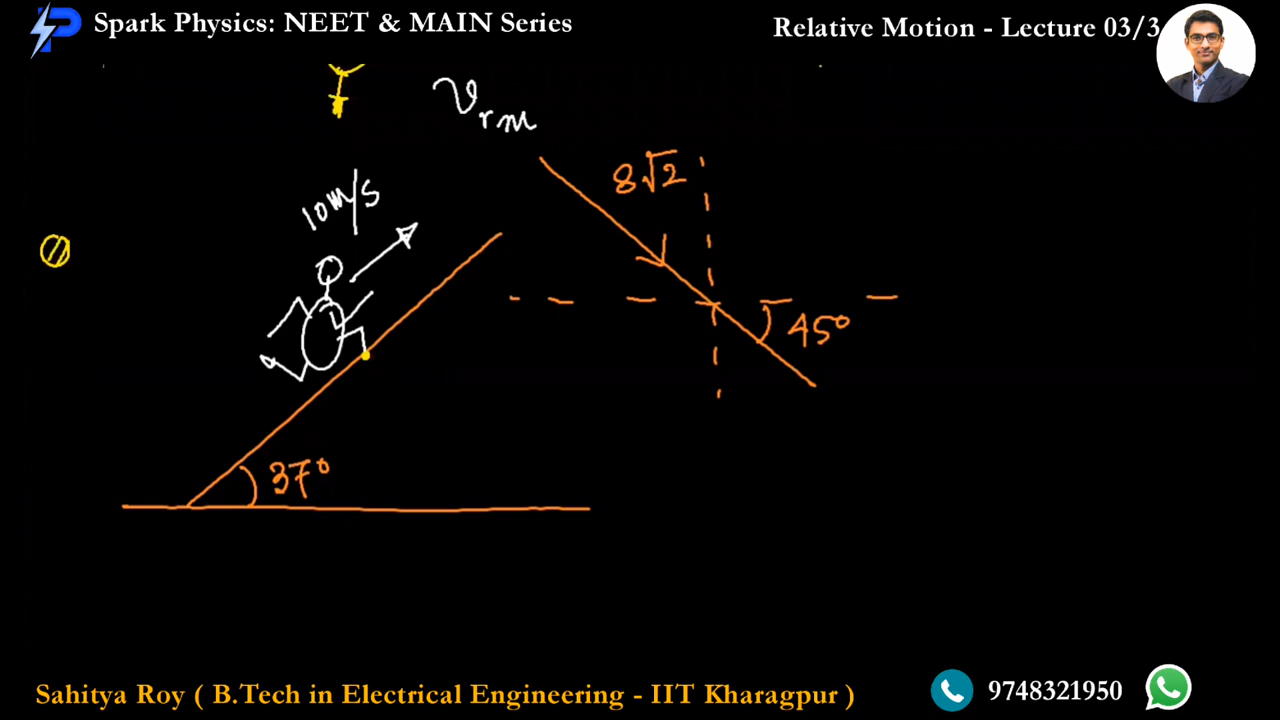 Spark Physics: NEET & MAIN Series
Relative Motion - Lecture 03/3
Vrm
8√2
10m/s
45°
37°
Sahitya Roy ( B.Tech in Electrical Engineering - IIT Kharagpur )
9748321950